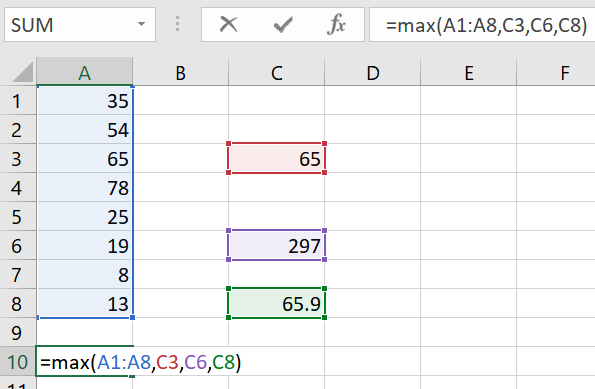 SUM fx =max(A1:A8,C3,C6,C8)
A B C D E F
1 35
2 54
3 65 65
4 78
5 25
6 19 297
7 8
8 13 65.9
9
10 =max(A1:A8,C3,C6,C8)
11